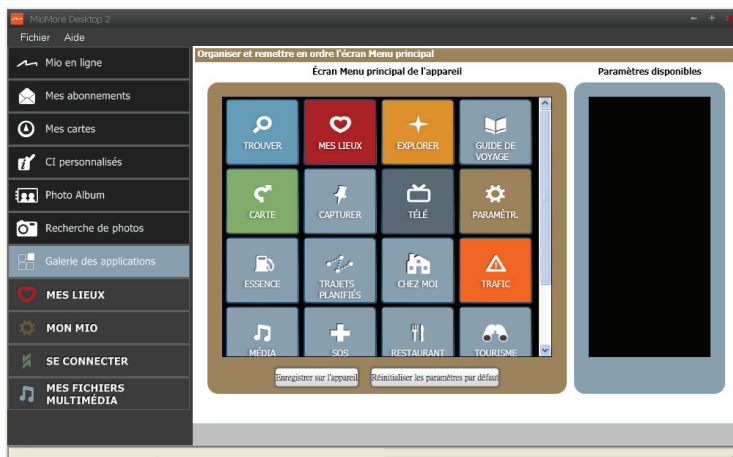 MioMore Desktop 2
Fichier Aide
Mio en ligne
Mes abonnements
Mes cartes
CI personnalisés
Photo Album
Recherche de photos
Galerie des applications
MES LIEUX
MON MIO
SE CONNECTER
MES FICHIERS
MULTIMÉDIA
Organiser et remettre en ordre l'écran Menu principal
Écran Menu principal de l'appareil
TROUVER
MES LIEUX
EXPLORER
GUIDE DE
VOYAGE
CARTE
CAPTURER
TÉLÉ
PARAMÈTR.
ESSENCE
TRAJETS
PLANIFIÉS
CHEZ MOI
TRAFIC
MÉDIA
SOS
RESTAURANT
TOURISME
Enregistrer sur l'appareil
Réinitialiser les paramètres par défaut
Paramètres disponibles